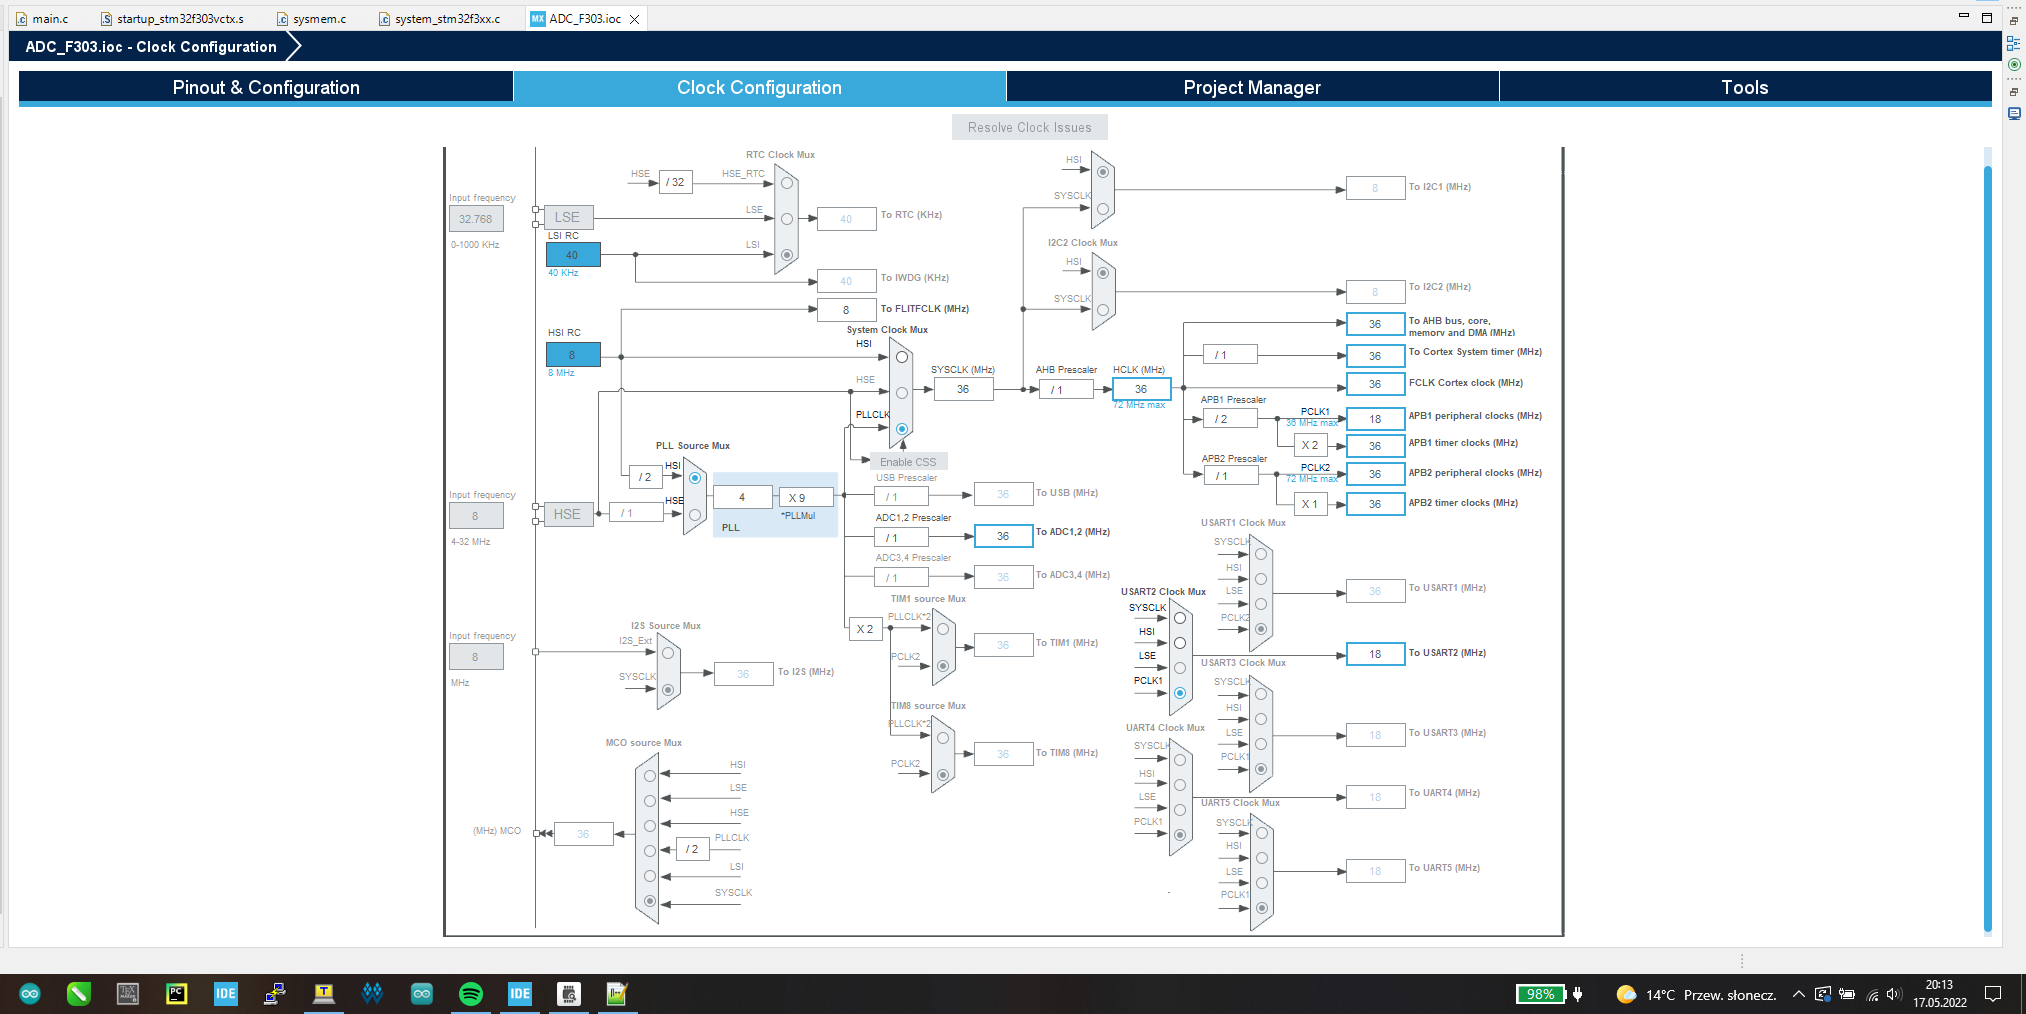 main.c
startup_stm32f303vctx.s
sysmem.c
system_stm32f3xx.c
MX ADC_F303.ioc
ADC_F303.ioc - Clock Configuration
Pinout & Configuration
Clock Configuration
Project Manager
Tools
Resolve Clock Issues
RTC Clock Mux
HSE
/ 32
HSE_RTC
Input frequency
32.768
0-1000 KHz
LSE
LSE
40
To RTC (KHz)
LSI RC
40
40 KHz
LSI
40
To IWDG (KHz)
8
To FLITFCLK (MHz)
HSI RC
8
8 MHz
System Clock Mux
HSI
HSE
PLLCLK
SYSCLK (MHz)
36
AHB Prescaler
/ 1
HCLK (MHz)
36
72 MHz max
Enable CSS
HSI
SYSCLK
8
To I2C1 (MHz)
I2C2 Clock Mux
HSI
SYSCLK
8
To I2C2 (MHz)
36
To AHB bus, core,
memory and DMA (MHz)
/ 1
36
To Cortex System timer (MHz)
36
FCLK Cortex clock (MHz)
APB1 Prescaler
/ 2
PCLK1
36 MHz max
18
APB1 peripheral clocks (MHz)
X 2
36
APB1 timer clocks (MHz)
APB2 Prescaler
/ 1
PCLK2
72 MHz max
36
APB2 peripheral clocks (MHz)
X 1
36
APB2 timer clocks (MHz)
PLL Source Mux
/ 2
HSI
HSE
Input frequency
8
4-32 MHz
HSE
/ 1
4
X 9
*PLLMul
PLL
USB Prescaler
/ 1
36
To USB (MHz)
ADC1,2 Prescaler
/ 1
36
To ADC1,2 (MHz)
ADC3,4 Prescaler
/ 1
36
To ADC3,4 (MHz)
TIM1 source Mux
X 2
PLLCLK*2
PCLK2
36
To TIM1 (MHz)
TIM8 source Mux
PLLCLK*2
PCLK2
36
To TIM8 (MHz)
Input frequency
8
MHz
I2S Source Mux
I2S_Ext
SYSCLK
36
To I2S (MHz)
MCO source Mux
HSI
LSE
HSE
PLLCLK
/ 2
LSI
SYSCLK
(MHz) MCO
36
USART1 Clock Mux
SYSCLK
HSI
LSE
PCLK2
36
To USART1 (MHz)
USART2 Clock Mux
SYSCLK
HSI
LSE
PCLK1
18
To USART2 (MHz)
USART3 Clock Mux
SYSCLK
HSI
LSE
PCLK1
18
To USART3 (MHz)
UART4 Clock Mux
SYSCLK
HSI
LSE
PCLK1
18
To UART4 (MHz)
UART5 Clock Mux
SYSCLK
HSI
LSE
PCLK1
18
To UART5 (MHz)
PC
IDE
T
IDE
98%
14°C Przew. słonecz.
20:13
17.05.2022